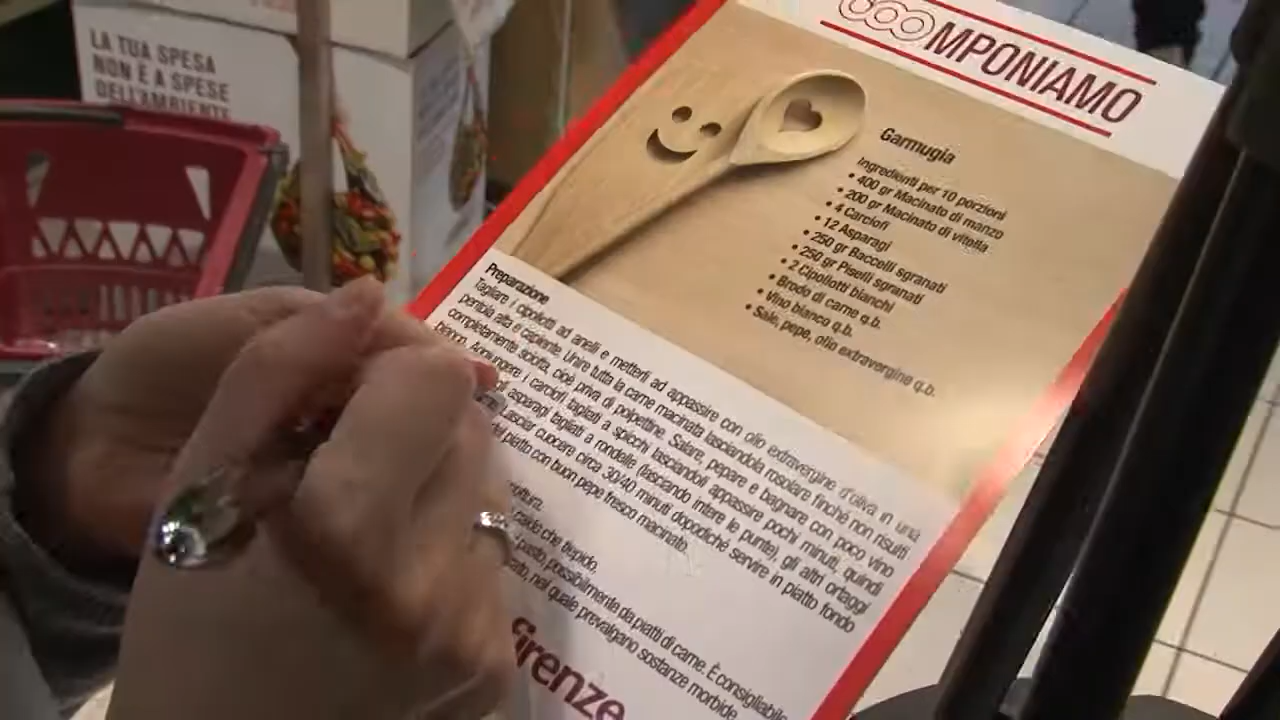 LA TUA SPESA
NON È A SPESE
DELL'AMBIENTE
MPONIAMO
Garmugia
Ingredienti per 10 porzioni
• 400 gr Macinato di manzo
• 200 gr Macinato di vitella
• 4 Carciofi
• 12 Asparagi
• 250 gr Baccelli sgranati
• 250 gr Piselli sgranati
• 2 Cipollotti bianchi
• Brodo di carne q.b.
• Vino bianco q.b.
• Sale, pepe, olio extravergine q.b.
Preparazione
Tagliare i cipollotti ad anelli e metterli ad appassire con olio extravergine d'oliva in una
pentola alta e capiente. Unire tutta la carne macinata lasciandola rosolare finché non risulti
completamente sciolta, cioè priva di polpettine. Salare, pepare e bagnare con poco vino
bianco. Aggiungere i carciofi tagliati a spicchi lasciandoli appassire pochi minuti, quindi
gli asparagi tagliati a rondelle (lasciando intere le punte), gli altri ortaggi
Lasciar cuocere circa 30/40 minuti dopodiché servire in piatto fondo
piatto con buon pepe fresco macinato.
caldo che tiepido.
pasto, possibilmente da piatti di carne. È consigliabile
nel quale prevalgano sostanze morbide
firenze